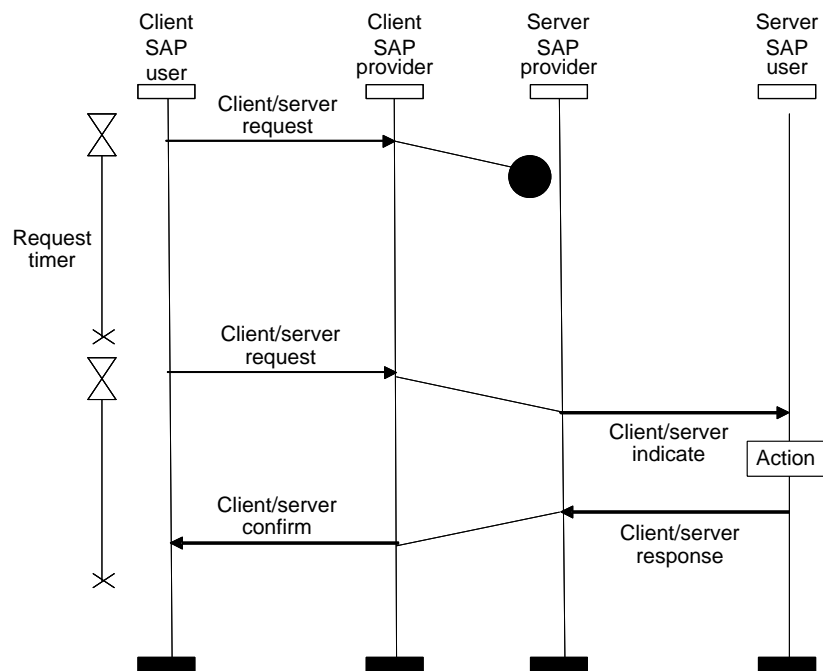 Client
SAP
user
Client
SAP
provider
Server
SAP
provider
Server
SAP
user
Client/server
request
Request
timer
Client/server
request
Client/server
indicate
Action
Client/server
confirm
Client/server
response